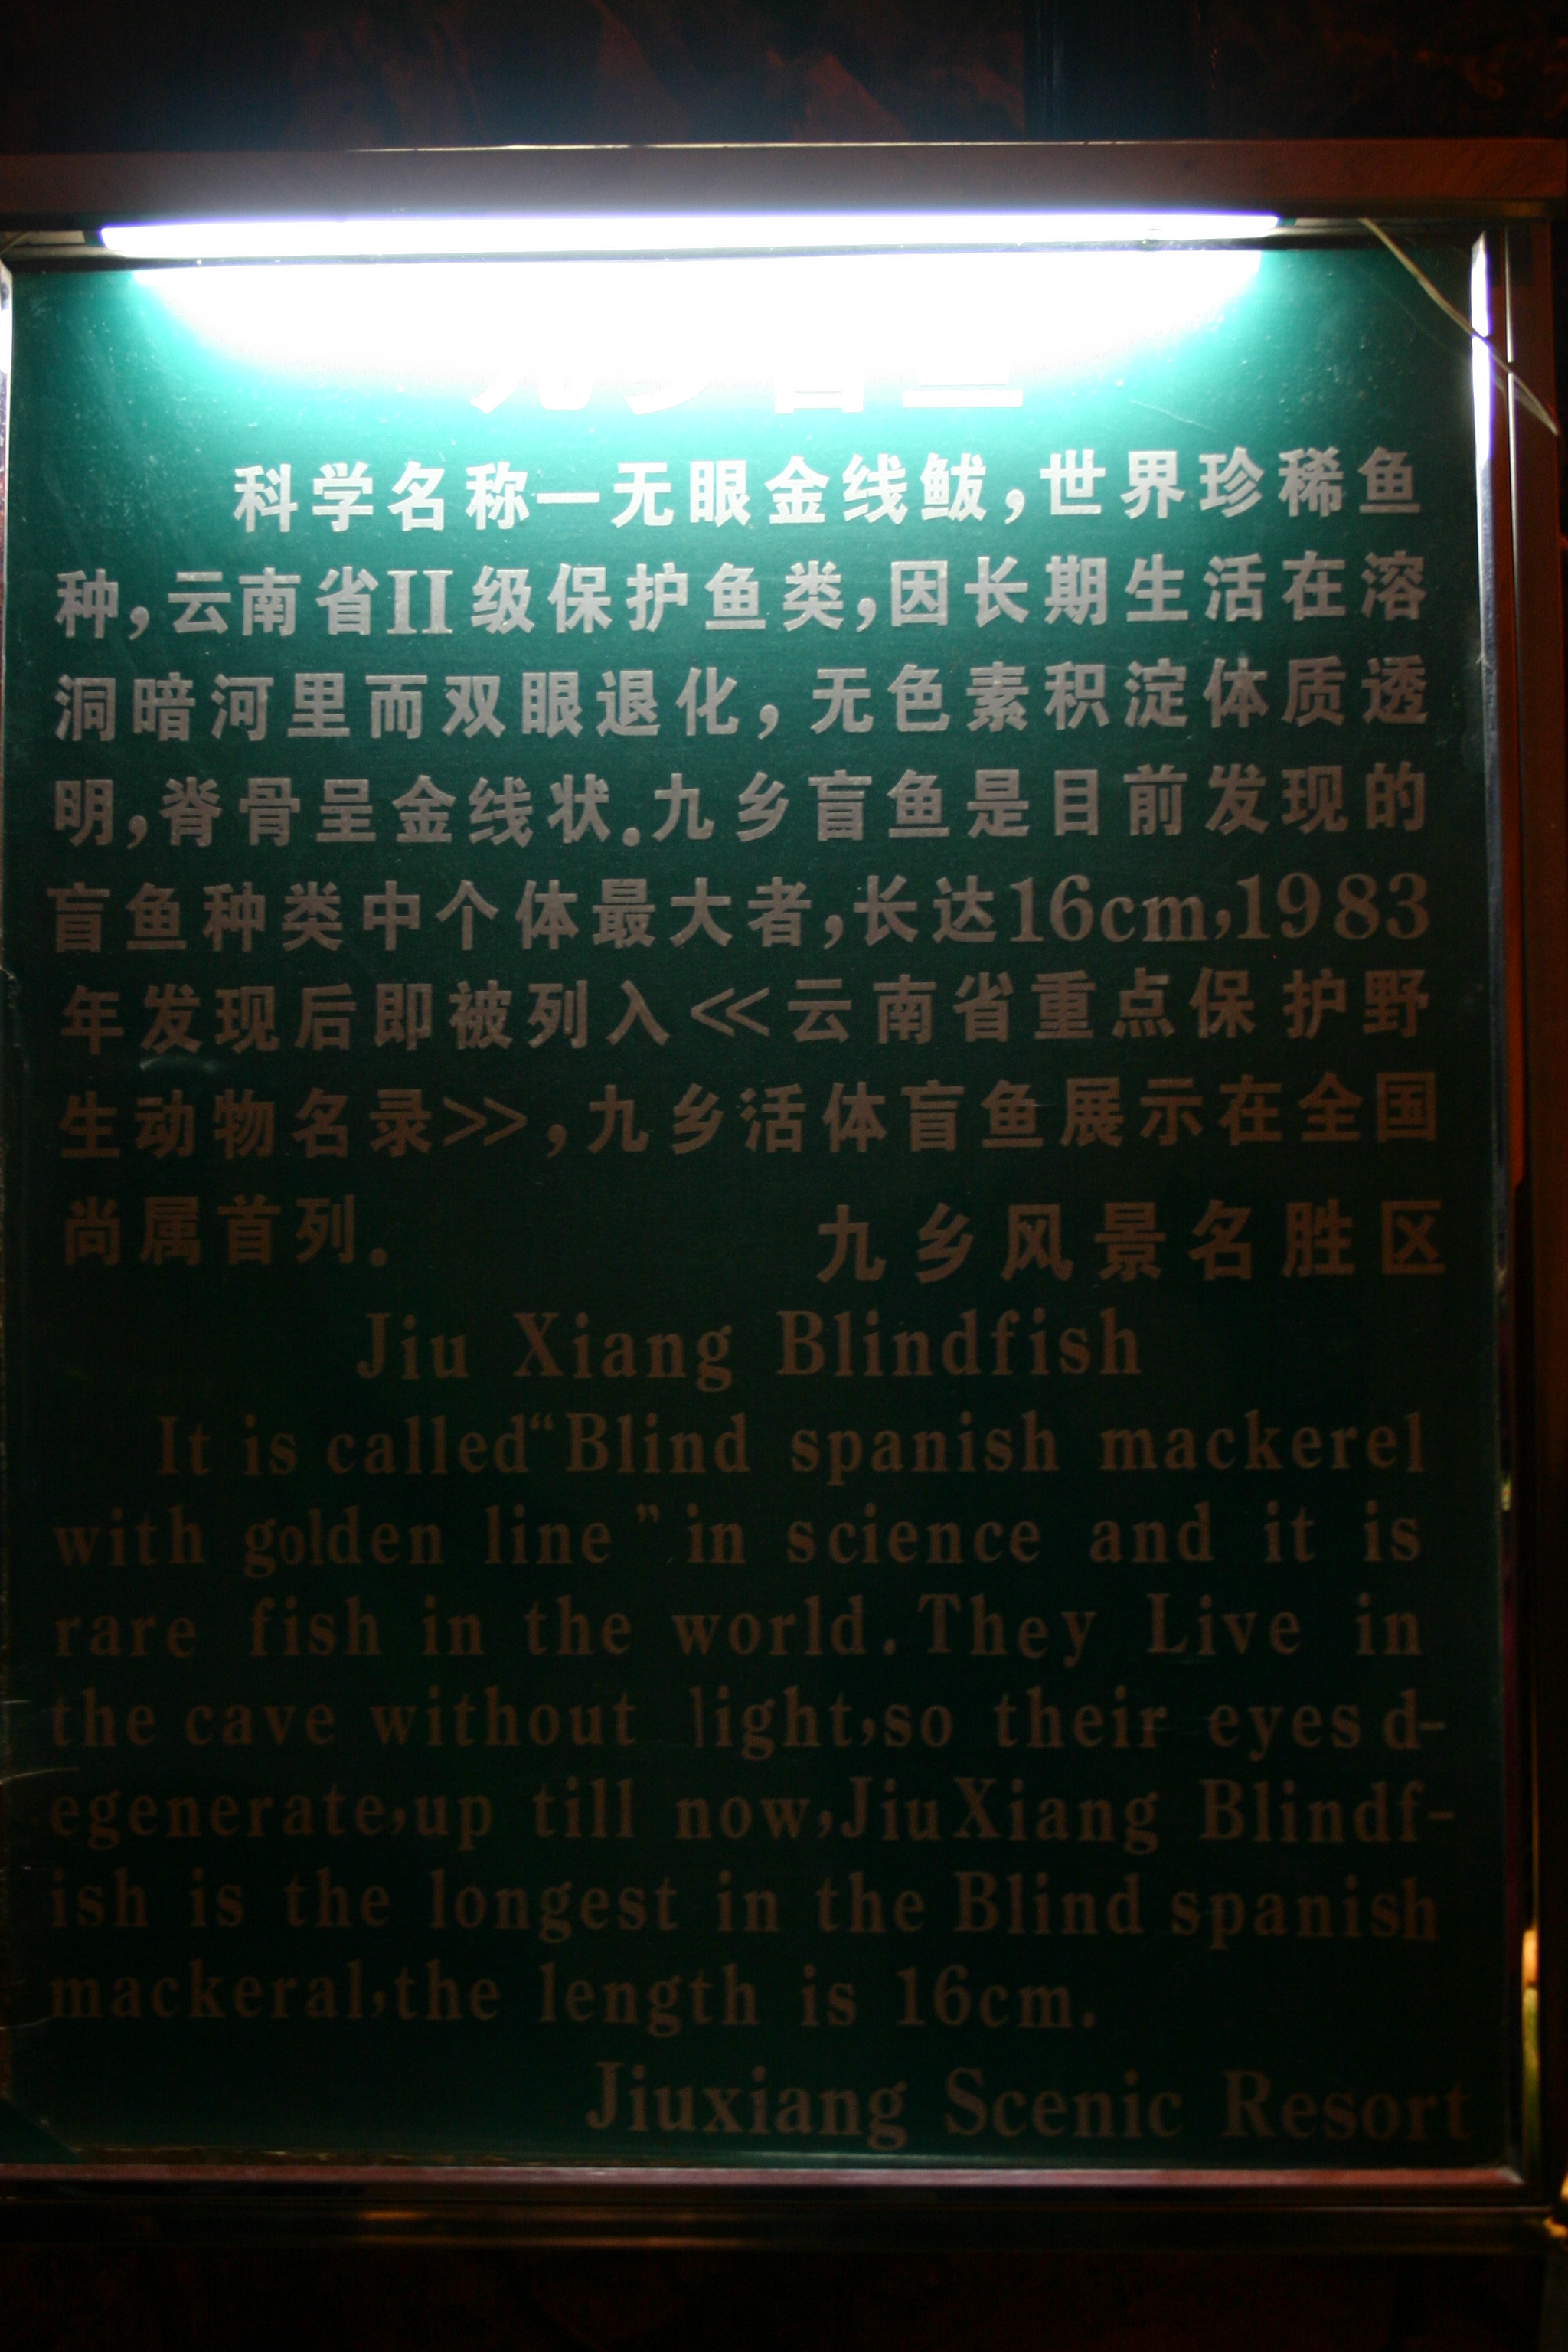 九乡盲鱼
科学名称一无眼金线鲅，世界珍稀鱼
种，云南省II级保护鱼类，因长期生活在溶
洞暗河里而双眼退化，无色素积淀体质透
明，脊骨呈金线状.九乡盲鱼是目前发现的
盲鱼种类中个体最大者，长达16cm，1983
年发现后即被列入<<云南省重点保护野
生动物名录>>，九乡活体盲鱼展示在全国
尚属首列.
九乡风景名胜区
Jiu Xiang Blindfish
It is called“Blind spanish mackerel
with golden line”in science and it is
rare fish in the world.They Live in
the cave without light,so their eyes d-
egenerate,up till now,JiuXiang Blindf-
ish is the longest in the Blind spanish
mackeral,the length is 16cm.
Jiuxiang Scenic Resort